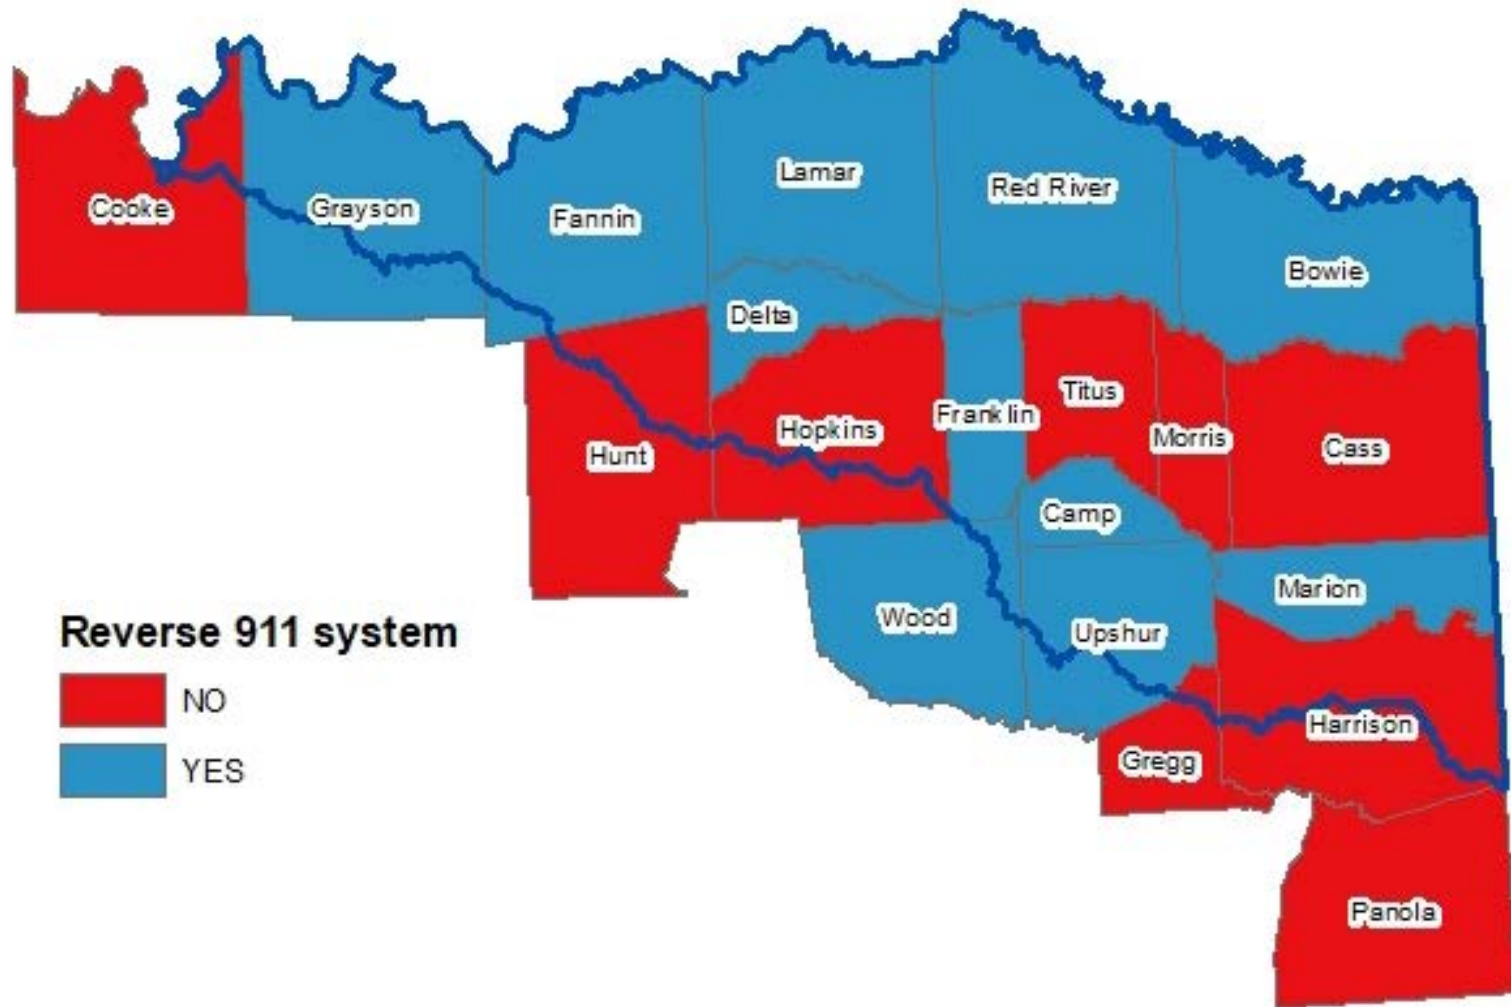 Lamar
Red River
Cooke
Grayson
Fannin
Bowie
Delta
Titus
Franklin
Hopkins
Morris
Cass
Hunt
Camp
Marion
Wood
Upshur
Reverse 911 system
NO
YES
Harrison
Gregg
Panola